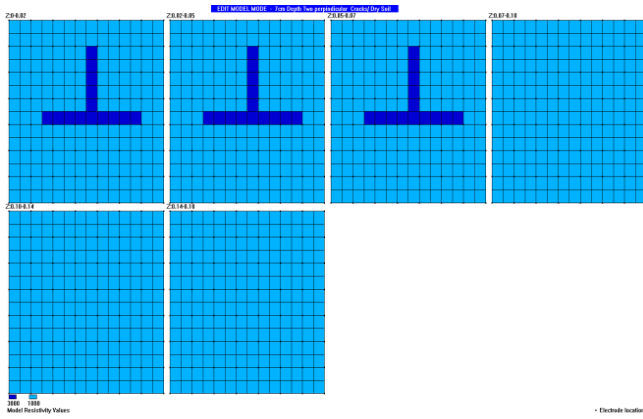 EDIT MODEL MODE - 7cm Depth Two perpindicular Cracks/ Dry Soil
Z:0-0.02 Z:0.02-0.05 Z:0.05-0.07 Z:0.07-0.10
Z:0.10-0.14 Z:0.14-0.18
3000 1000
Model Resistivity Values
• Electrode location